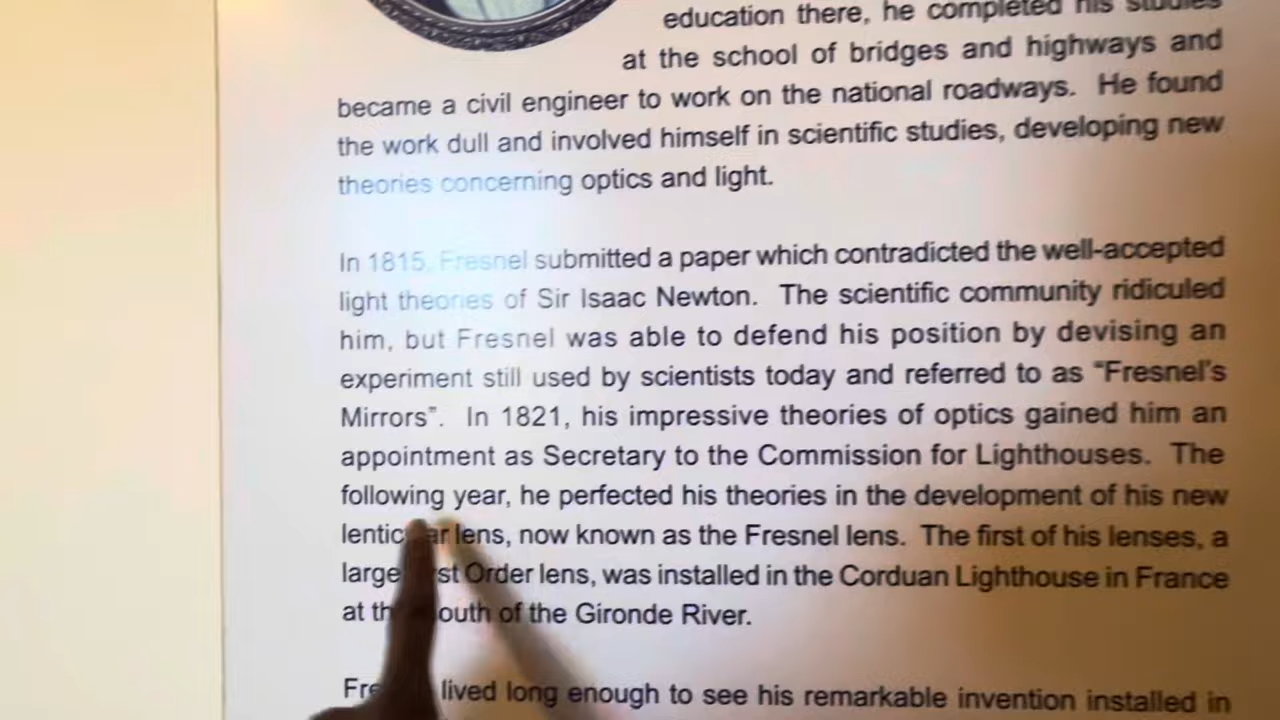 education there, he completed his studies
at the school of bridges and highways and
became a civil engineer to work on the national roadways. He found
the work dull and involved himself in scientific studies, developing new
theories concerning optics and light.
In 1815, Fresnel submitted a paper which contradicted the well-accepted
light theories of Sir Isaac Newton. The scientific community ridiculed
him, but Fresnel was able to defend his position by devising an
experiment still used by scientists today and referred to as "Fresnel's
Mirrors". In 1821, his impressive theories of optics gained him an
appointment as Secretary to the Commission for Lighthouses. The
following year, he perfected his theories in the development of his new
lens, now known as the Fresnel lens. The first of his lenses, a
large Order lens, was installed in the Corduan Lighthouse in France
at of the Gironde River.
lived long enough to see his remarkable invention installed in